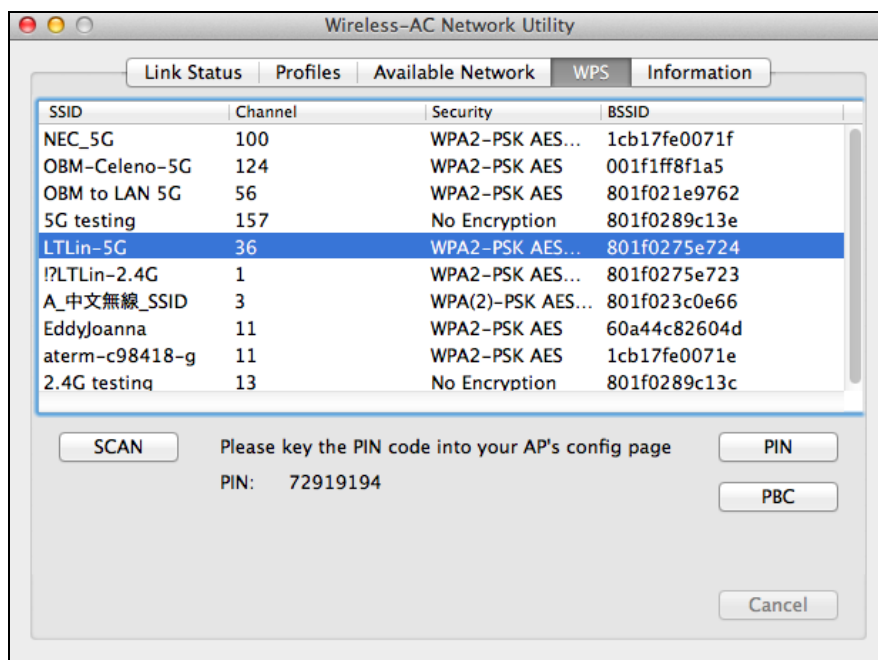 Wireless-AC Network Utility
Link Status Profiles Available Network WPS Information
SSID Channel Security BSSID
NEC_5G 100 WPA2-PSK AES... 1cb17fe0071f
OBM-Celeno-5G 124 WPA2-PSK AES 001f1ff8f1a5
OBM to LAN 5G 56 WPA2-PSK AES 801f021e9762
5G testing 157 No Encryption 801f0289c13e
LTLin-5G 36 WPA2-PSK AES... 801f0275e724
!?LTLin-2.4G 1 WPA2-PSK AES... 801f0275e723
A_中文無線_SSID 3 WPA(2)-PSK AES... 801f023c0e66
EddyJoanna 11 WPA2-PSK AES 60a44c82604d
aterm-c98418-g 11 WPA2-PSK AES 1cb17fe0071e
2.4G testing 13 No Encryption 801f0289c13c
SCAN Please key the PIN code into your AP's config page PIN
PIN: 72919194
PBC
Cancel